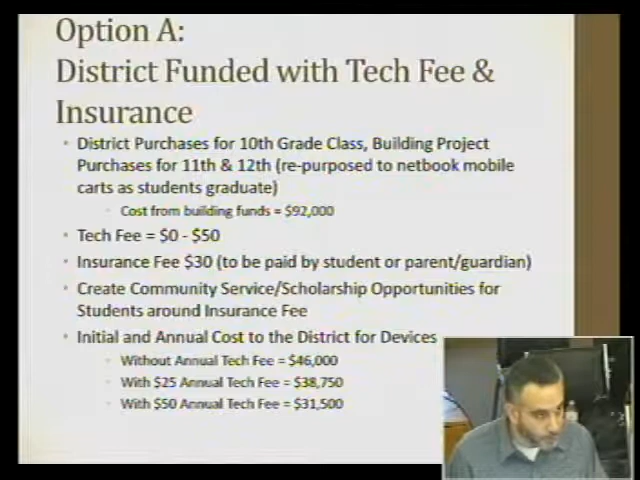 Option A:
District Funded with Tech Fee &
Insurance
District Purchases for 10th Grade Class, Building Project
Purchases for 11th & 12th (re-purposed to netbook mobile
carts as students graduate)
Cost from building funds = $92,000
Tech Fee = $0 - $50
Insurance Fee $30 (to be paid by student or parent/guardian)
Create Community Service/Scholarship Opportunities for
Students around Insurance Fee
Initial and Annual Cost to the District for Devices
Without Annual Tech Fee = $46,000
With $25 Annual Tech Fee = $38,750
With $50 Annual Tech Fee = $31,500